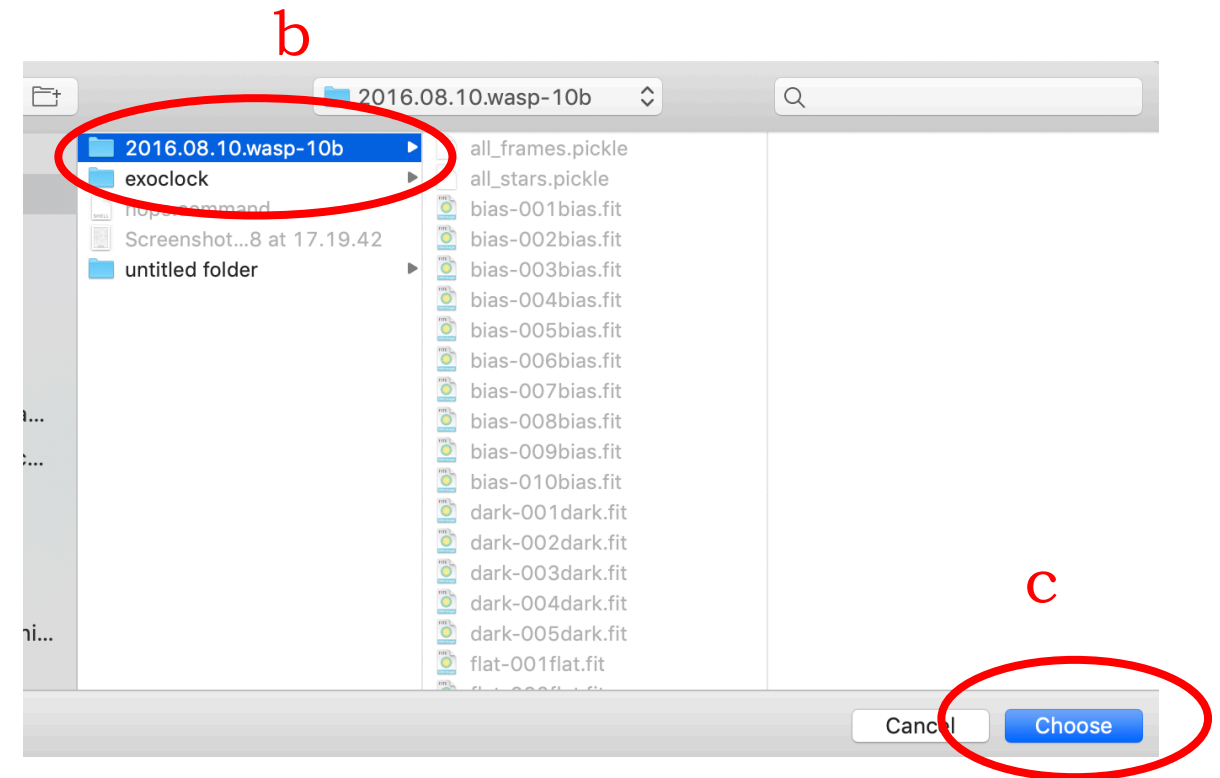 b
2016.08.10.wasp-10b
2016.08.10.wasp-10b
exoclock
Screenshot...8 at 17.19.42
untitled folder
all_frames.pickle
all_stars.pickle
bias-001bias.fit
bias-002bias.fit
bias-003bias.fit
bias-004bias.fit
bias-005bias.fit
bias-006bias.fit
bias-007bias.fit
bias-008bias.fit
bias-009bias.fit
bias-010bias.fit
dark-001dark.fit
dark-002dark.fit
dark-003dark.fit
dark-004dark.fit
dark-005dark.fit
flat-001flat.fit
c
Cancel
Choose